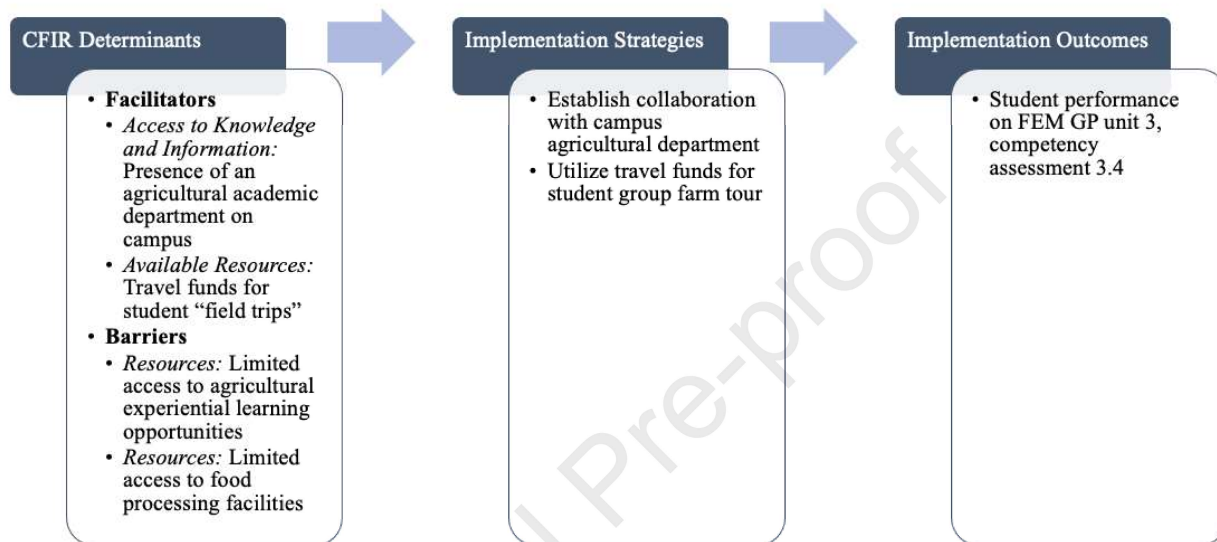 CFIR Determinants
• Facilitators
• Access to Knowledge
and Information:
Presence of an
agricultural academic
department on
campus
• Available Resources:
Travel funds for
student “field trips”
• Barriers
• Resources: Limited
access to agricultural
experiential learning
opportunities
• Resources: Limited
access to food
processing facilities
Implementation Strategies
• Establish collaboration
with campus
agricultural department
• Utilize travel funds for
student group farm tour
Implementation Outcomes
• Student performance
on FEM GP unit 3,
competency
assessment 3.4
l Pre-proof